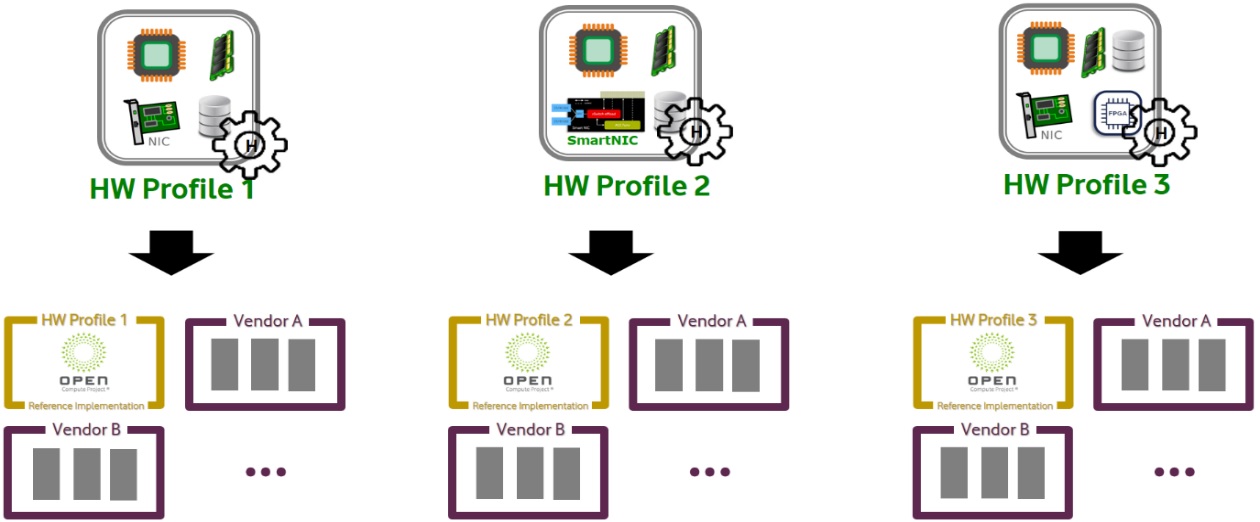 NIC
H
HW Profile 1
Smart NIC
SmartNIC
H
HW Profile 2
NIC
FPGA
H
HW Profile 3
HW Profile 1
OPEN
Compute Project ®
Reference Implementation
Vendor A
Vendor B
...
HW Profile 2
OPEN
Compute Project ®
Reference Implementation
Vendor A
Vendor B
...
HW Profile 3
OPEN
Compute Project ®
Reference Implementation
Vendor A
Vendor B
...